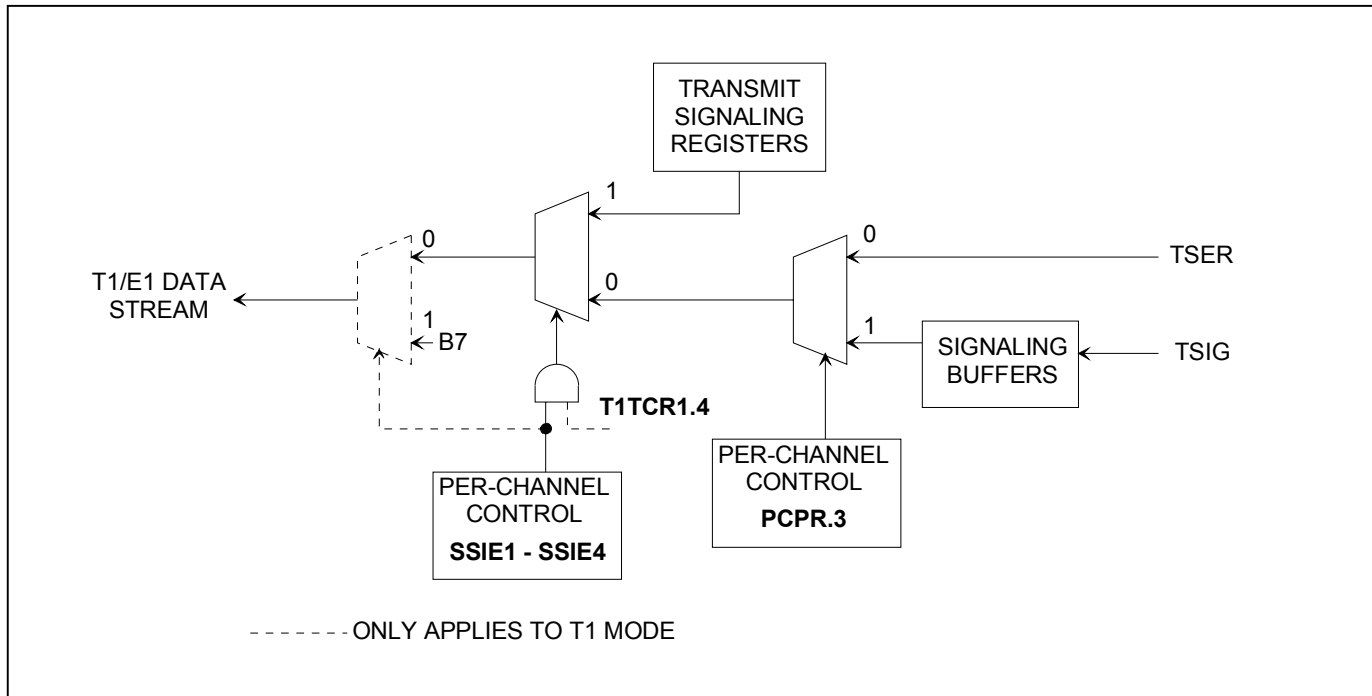 TRANSMIT
SIGNALING
REGISTERS
1
0
0
T1/E1 DATA
STREAM
TSER
0
1
B7
1
SIGNALING
BUFFERS
TSIG
T1TCR1.4
PER-CHANNEL
CONTROL
SSIE1 - SSIE4
PER-CHANNEL
CONTROL
PCPR.3
ONLY APPLIES TO T1 MODE